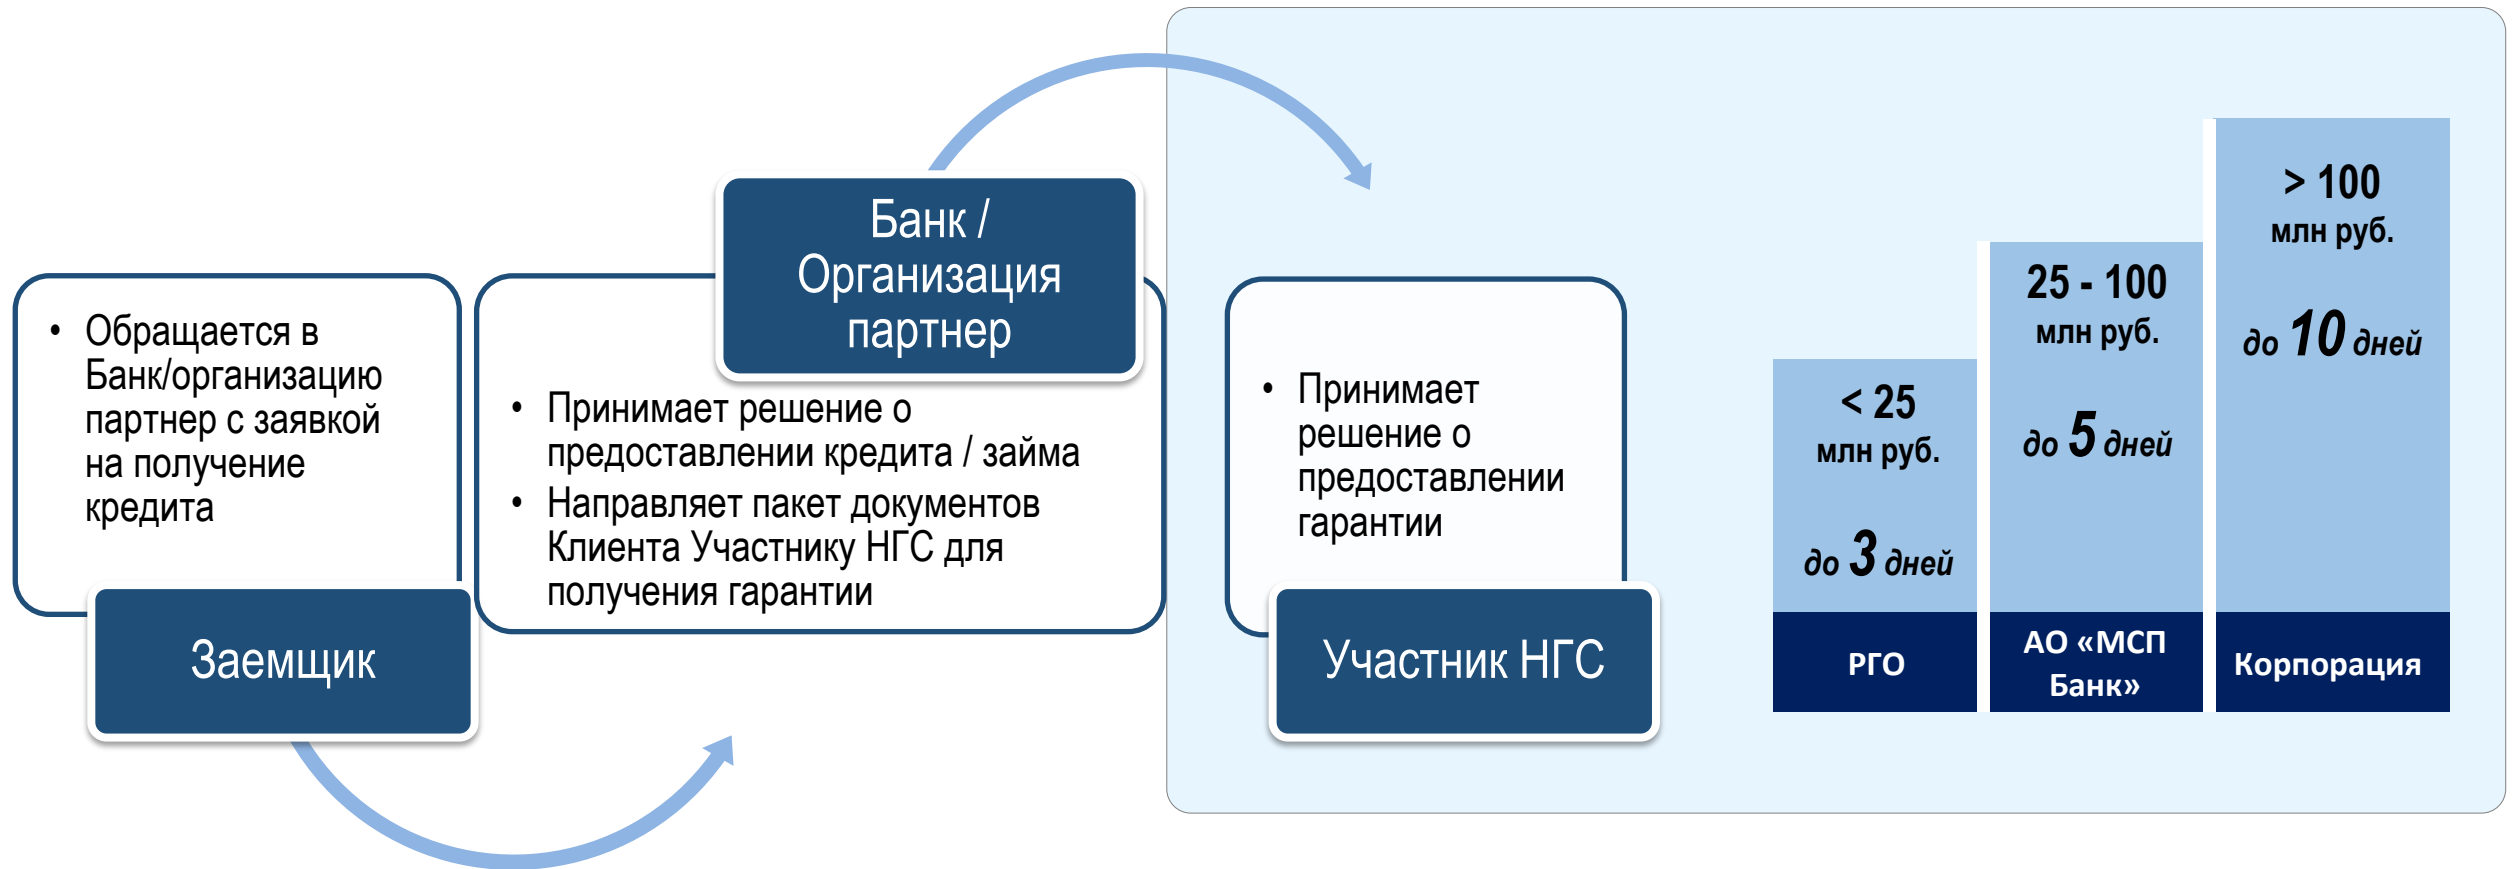 • Обращается в
Банк/организацию
партнер с заявкой
на получение
кредита
Заемщик
Банк /
Организация
партнер
• Принимает решение о
предоставлении кредита / займа
• Направляет пакет документов
Клиента Участнику НГС для
получения гарантии
• Принимает
решение о
предоставлении
гарантии
Участник НГС
< 25
млн руб.
до 3 дней
РГО
25 - 100
млн руб.
до 5 дней
АО «МСП
Банк»
> 100
млн руб.
до 10 дней
Корпорация